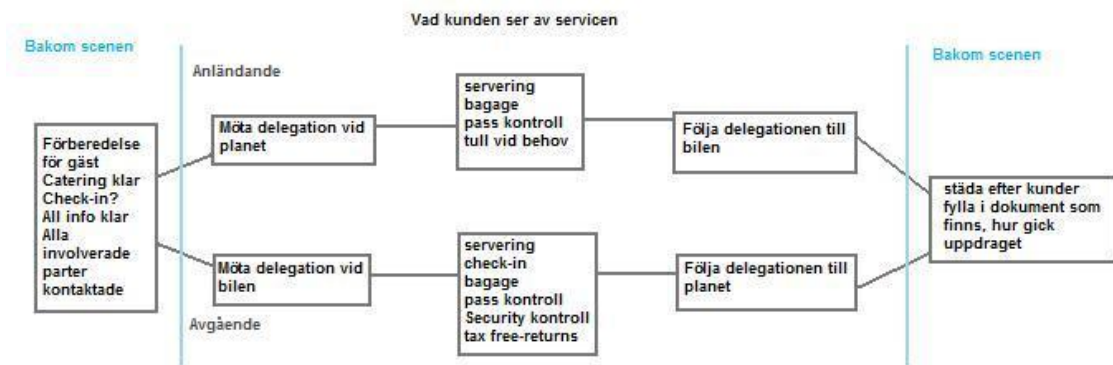 Vad kunden ser av servicen
Bakom scenen
Förberedelse
för gäst
Catering klar
Check-in?
All info klar
Alla
involverade
parter
kontaktade
Anländande
Möta delegation vid
planet
servering
bagage
pass kontroll
tull vid behov
Följa delegationen till
bilen
Möta delegation vid
bilen
Avgående
servering
check-in
bagage
pass kontroll
Security kontroll
tax free-returns
Följa delegationen till
planet
Bakom scenen
städa efter kunder
fylla i dokument som
finns, hur gick
uppdraget